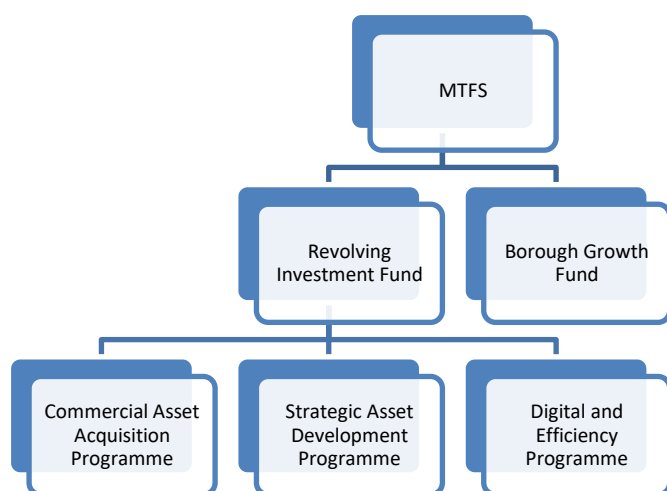 MTFS
Revolving
Investment Fund
Borough Growth
Fund
Commercial Asset
Acquisition
Programme
Strategic Asset
Development
Programme
Digital and
Efficiency
Programme